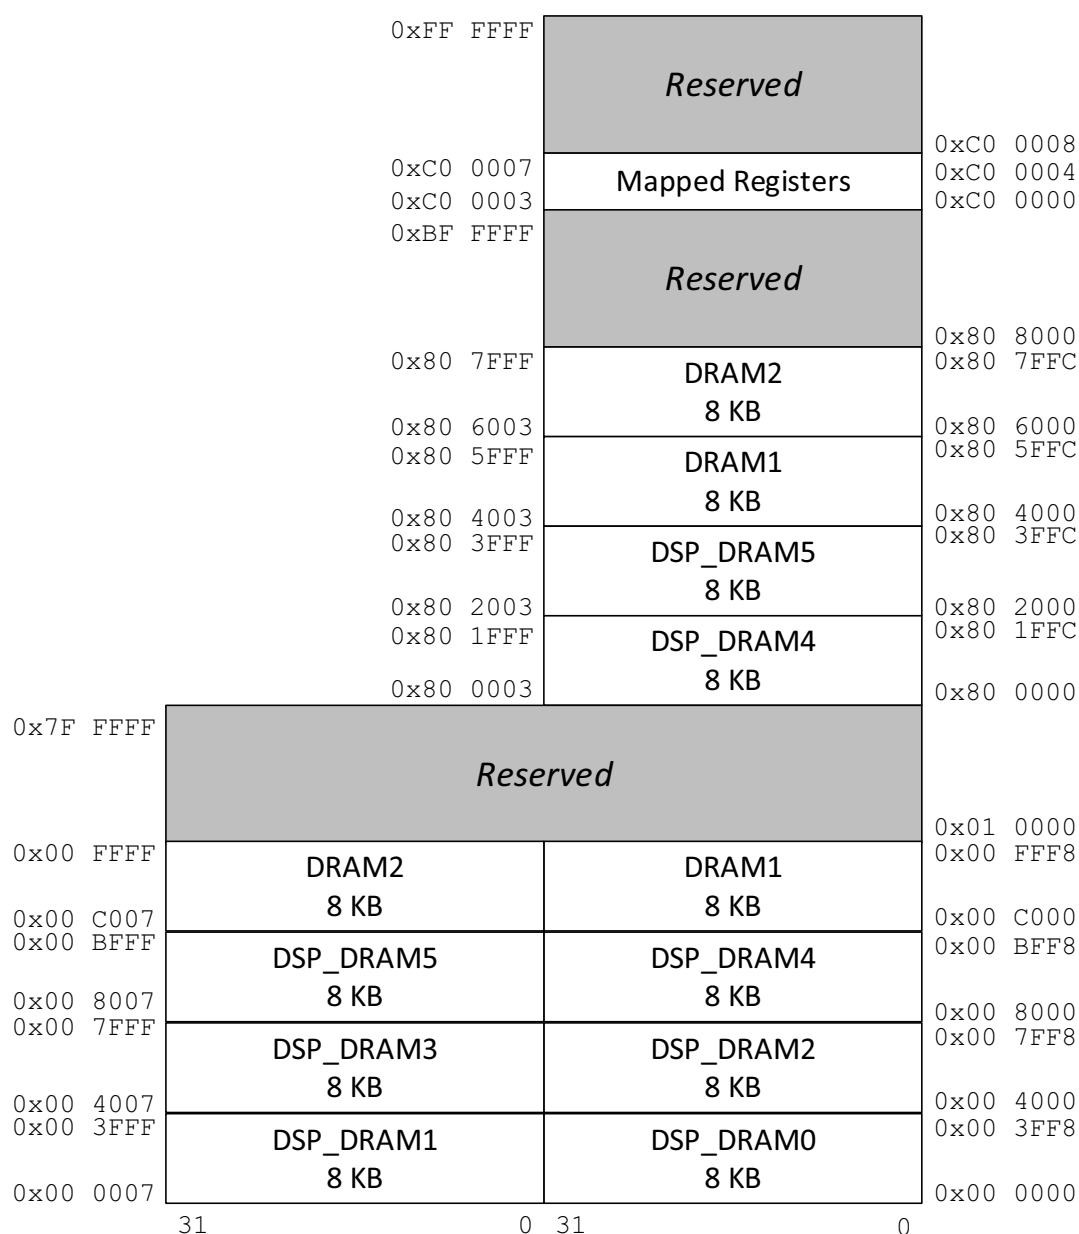 0xFF FFFF
Reserved
0xC0 0008
0xC0 0007 Mapped Registers 0xC0 0004
0xC0 0003 0xC0 0000
0xBF FFFF
Reserved
0x80 8000
0x80 7FFF DRAM2 0x80 7FFC
8 KB
0x80 6003 0x80 6000
0x80 5FFF DRAM1 0x80 5FFC
8 KB
0x80 4003 0x80 4000
0x80 3FFF DSP_DRAM5 0x80 3FFC
8 KB
0x80 2003 0x80 2000
0x80 1FFF DSP_DRAM4 0x80 1FFC
8 KB
0x80 0003 0x80 0000
0x7F FFFF
Reserved
0x01 0000
0x00 FFFF DRAM2 DRAM1 0x00 FFF8
8 KB 8 KB
0x00 C007 0x00 C000
0x00 BFFF DSP_DRAM5 DSP_DRAM4 0x00 BFF8
8 KB 8 KB
0x00 8007 0x00 8000
0x00 7FFF DSP_DRAM3 DSP_DRAM2 0x00 7FF8
8 KB 8 KB
0x00 4007 0x00 4000
0x00 3FFF DSP_DRAM1 DSP_DRAM0 0x00 3FF8
8 KB 8 KB
0x00 0007 0x00 0000
31 0 31 0